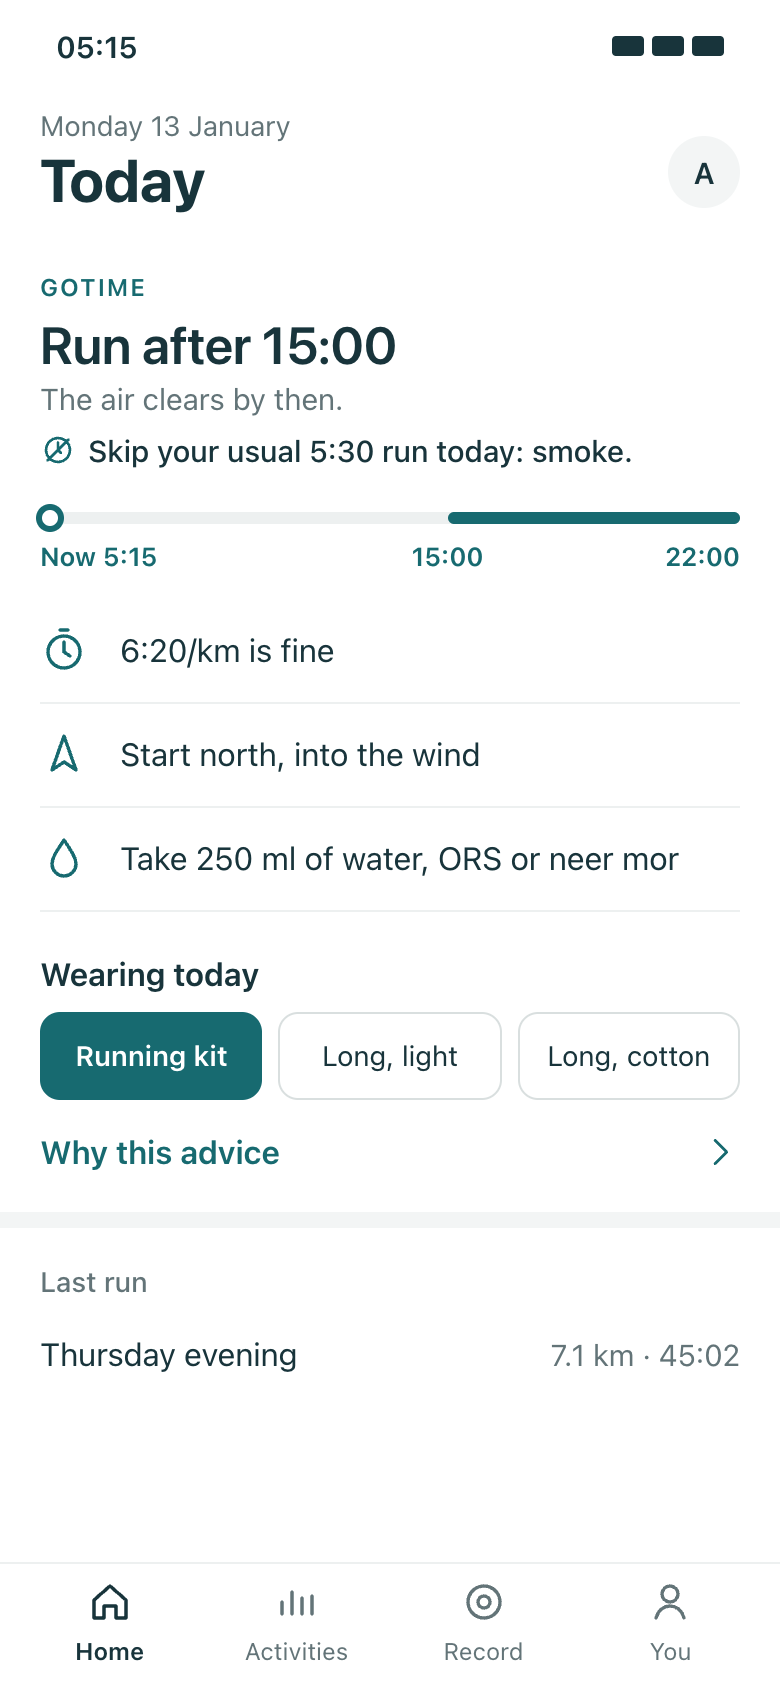 05:15
Monday 13 January
Today
A
GOTIME
Run after 15:00
The air clears by then.
Skip your usual 5:30 run today: smoke.
Now 5:15
15:00
22:00
6:20/km is fine
Start north, into the wind
Take 250 ml of water, ORS or neer mor
Wearing today
Running kit
Long, light
Long, cotton
Why this advice
Last run
Thursday evening
7.1 km · 45:02
Home
Activities
Record
You